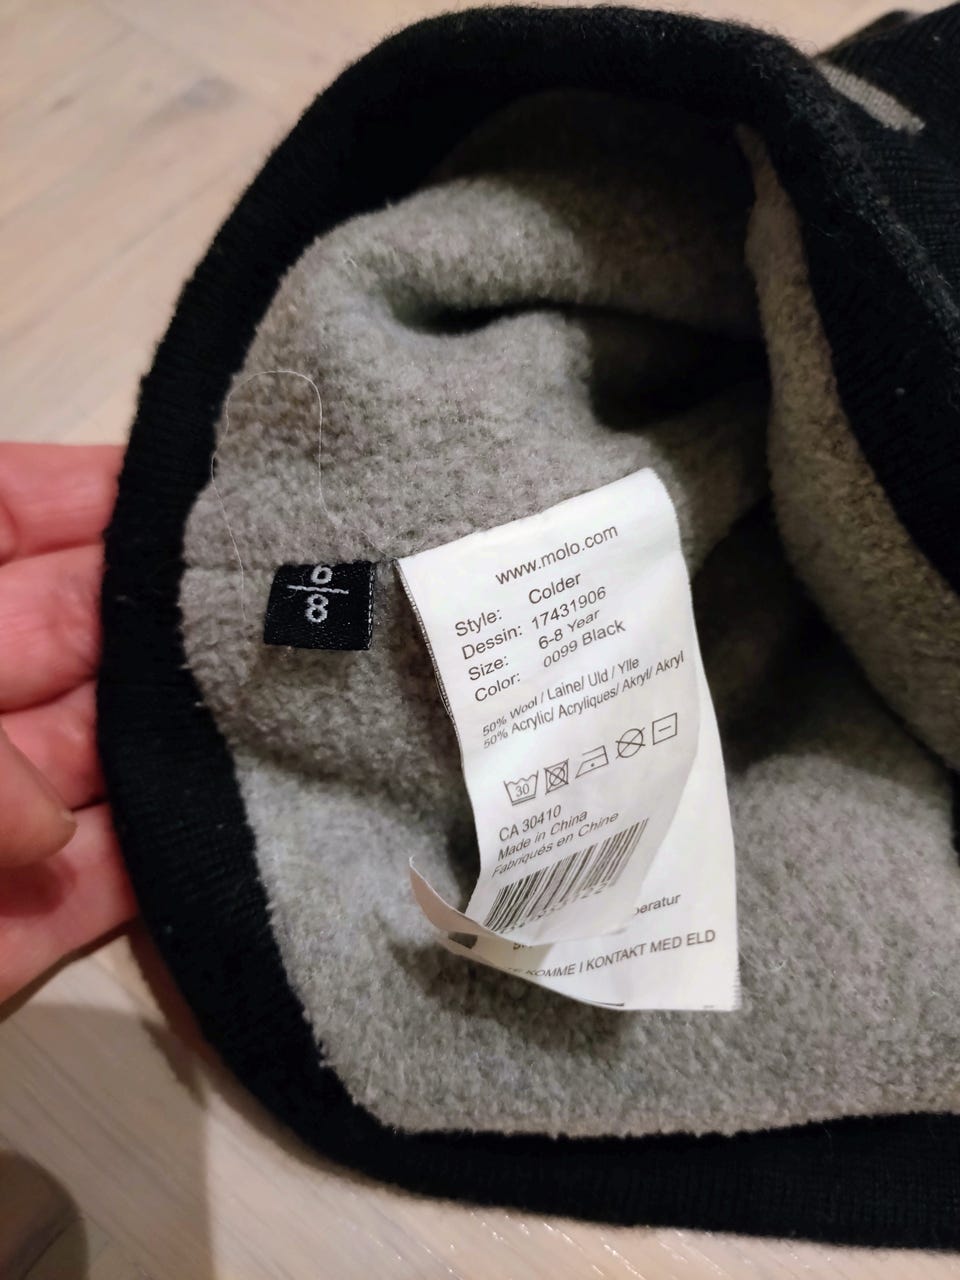 6
8
www.molo.com
Style: Colder
Dessin: 17431906
Size: 6-8 Year
Color: 0099 Black
50% Wool / Laine/ Uld / Ylle
50% Acrylic/ Acryliques/ Akryl/ Akryl
30
CA 30410
Made in China
Fabriqués en Chine
KOMME I KONTAKT MED ELD